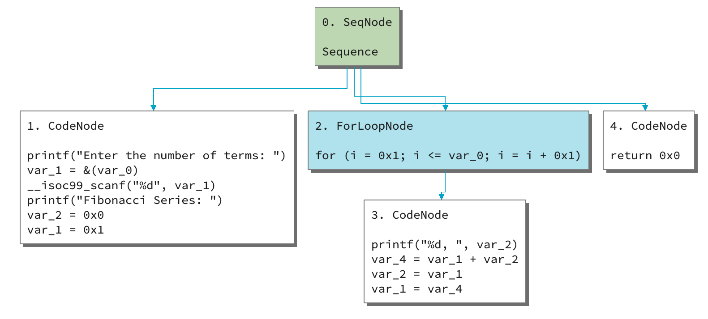 0. SeqNode
Sequence
1. CodeNode
printf("Enter the number of terms: ")
var_1 = &(var_0)
__isoc99_scanf("%d", var_1)
printf("Fibonacci Series: ")
var_2 = 0x0
var_1 = 0x1
2. ForLoopNode
for (i = 0x1; i <= var_0; i = i + 0x1)
4. CodeNode
return 0x0
3. CodeNode
printf("%d, ", var_2)
var_4 = var_1 + var_2
var_2 = var_1
var_1 = var_4